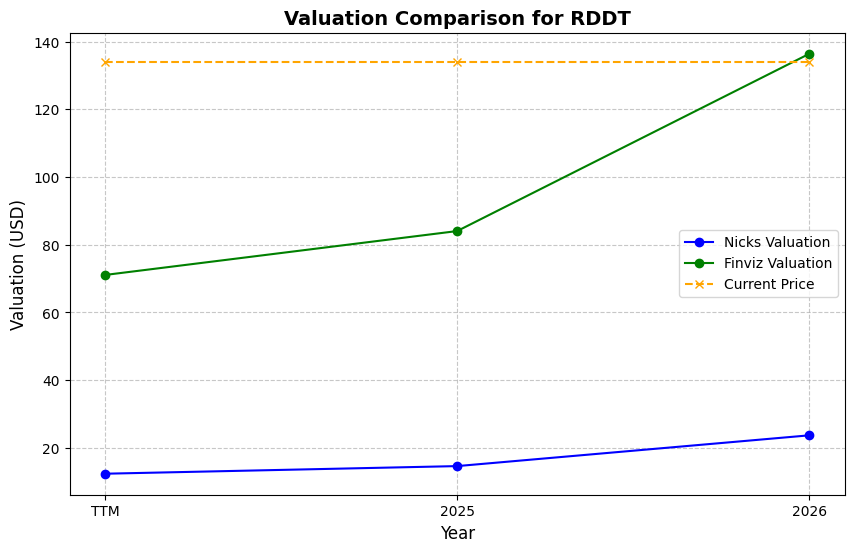 Valuation Comparison for RDDT
Valuation (USD)
140
120
100
80
60
40
20
Nicks Valuation
Finviz Valuation
Current Price
TTM
2025
2026
Year